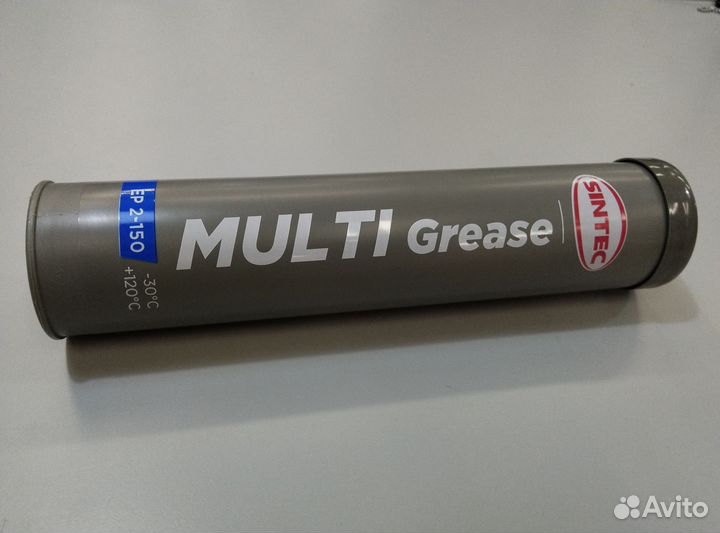 SINTEC
MULTI Grease
EP 2-150
-30°C
+120°C
Avito